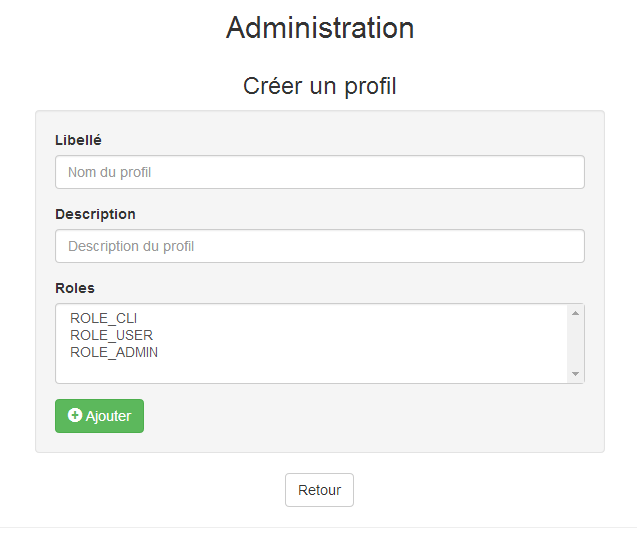 Administration
Créer un profil
Libellé
Nom du profil
Description
Description du profil
Roles
ROLE_CLI
ROLE_USER
ROLE_ADMIN
Ajouter
Retour